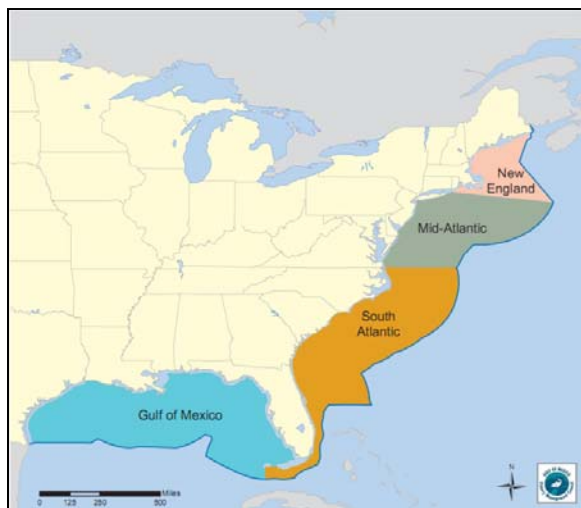 New
England
Mid-Atlantic
South
Atlantic
Gulf of Mexico
N
Miles
0 125 250 500